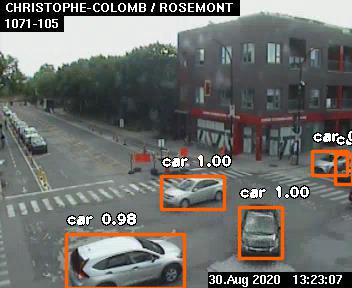 CHRISTOPHE-COLOMB / ROSEMONT
1071-105
car 0
c
car 1.00
car 1.00
car 0.98
30.Aug 2020 13:23:07